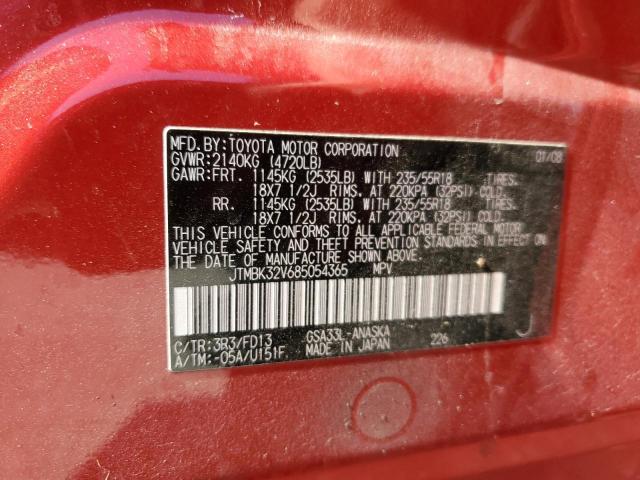 MFD. BY: TOYOTA MOTOR CORPORATION 01/08
GVWR: 2140KG (4720LB)
GAWR: FRT. 1145KG (2535LB) WITH 235/55R18 TIRES.
18X7 1/2J RIMS. AT 220KPA (32PSI) COLD.
RR. 1145KG (2535LB) WITH 235/55R18 TIRES.
18X7 1/2J RIMS. AT 220KPA (32PSI) COLD.
THIS VEHICLE CONFORMS TO ALL APPLICABLE FEDERAL MOTOR
VEHICLE SAFETY AND THEFT PREVENTION STANDARDS IN EFFECT ON
THE DATE OF MANUFACTURE SHOWN ABOVE.
JTMBK32V685054365 MPV
C/TR: 3R3/FD13 GSA33L-ANASKA
A/TM: -05A/U151F MADE IN JAPAN 226 J